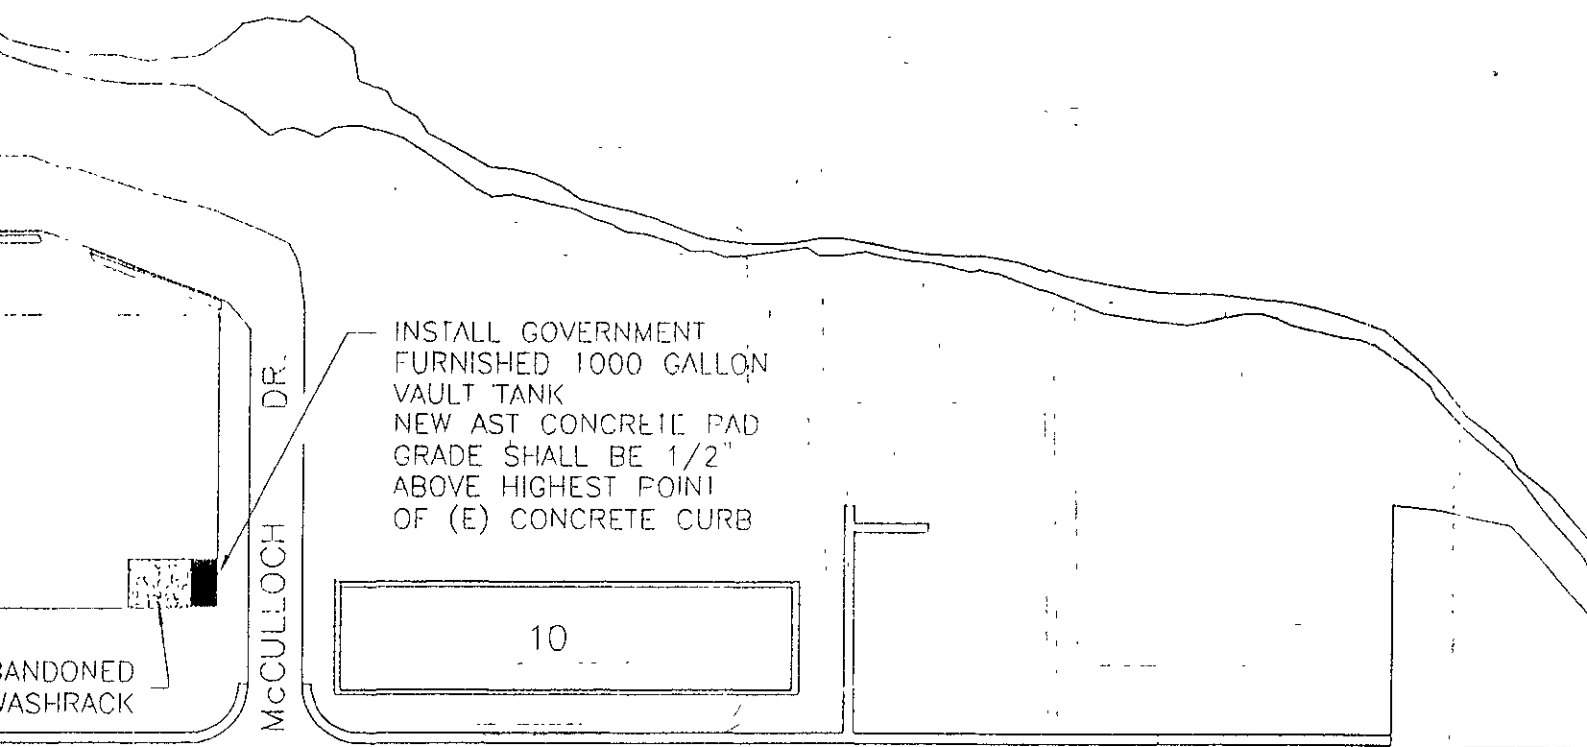 INSTALL GOVERNMENT
FURNISHED 1000 GALLON
VAULT TANK
NEW AST CONCRETE PAD
GRADE SHALL BE 1/2"
ABOVE HIGHEST POINT
OF (E) CONCRETE CURB
McCULLOCH DR.
10
BANDONED
WASHRACK